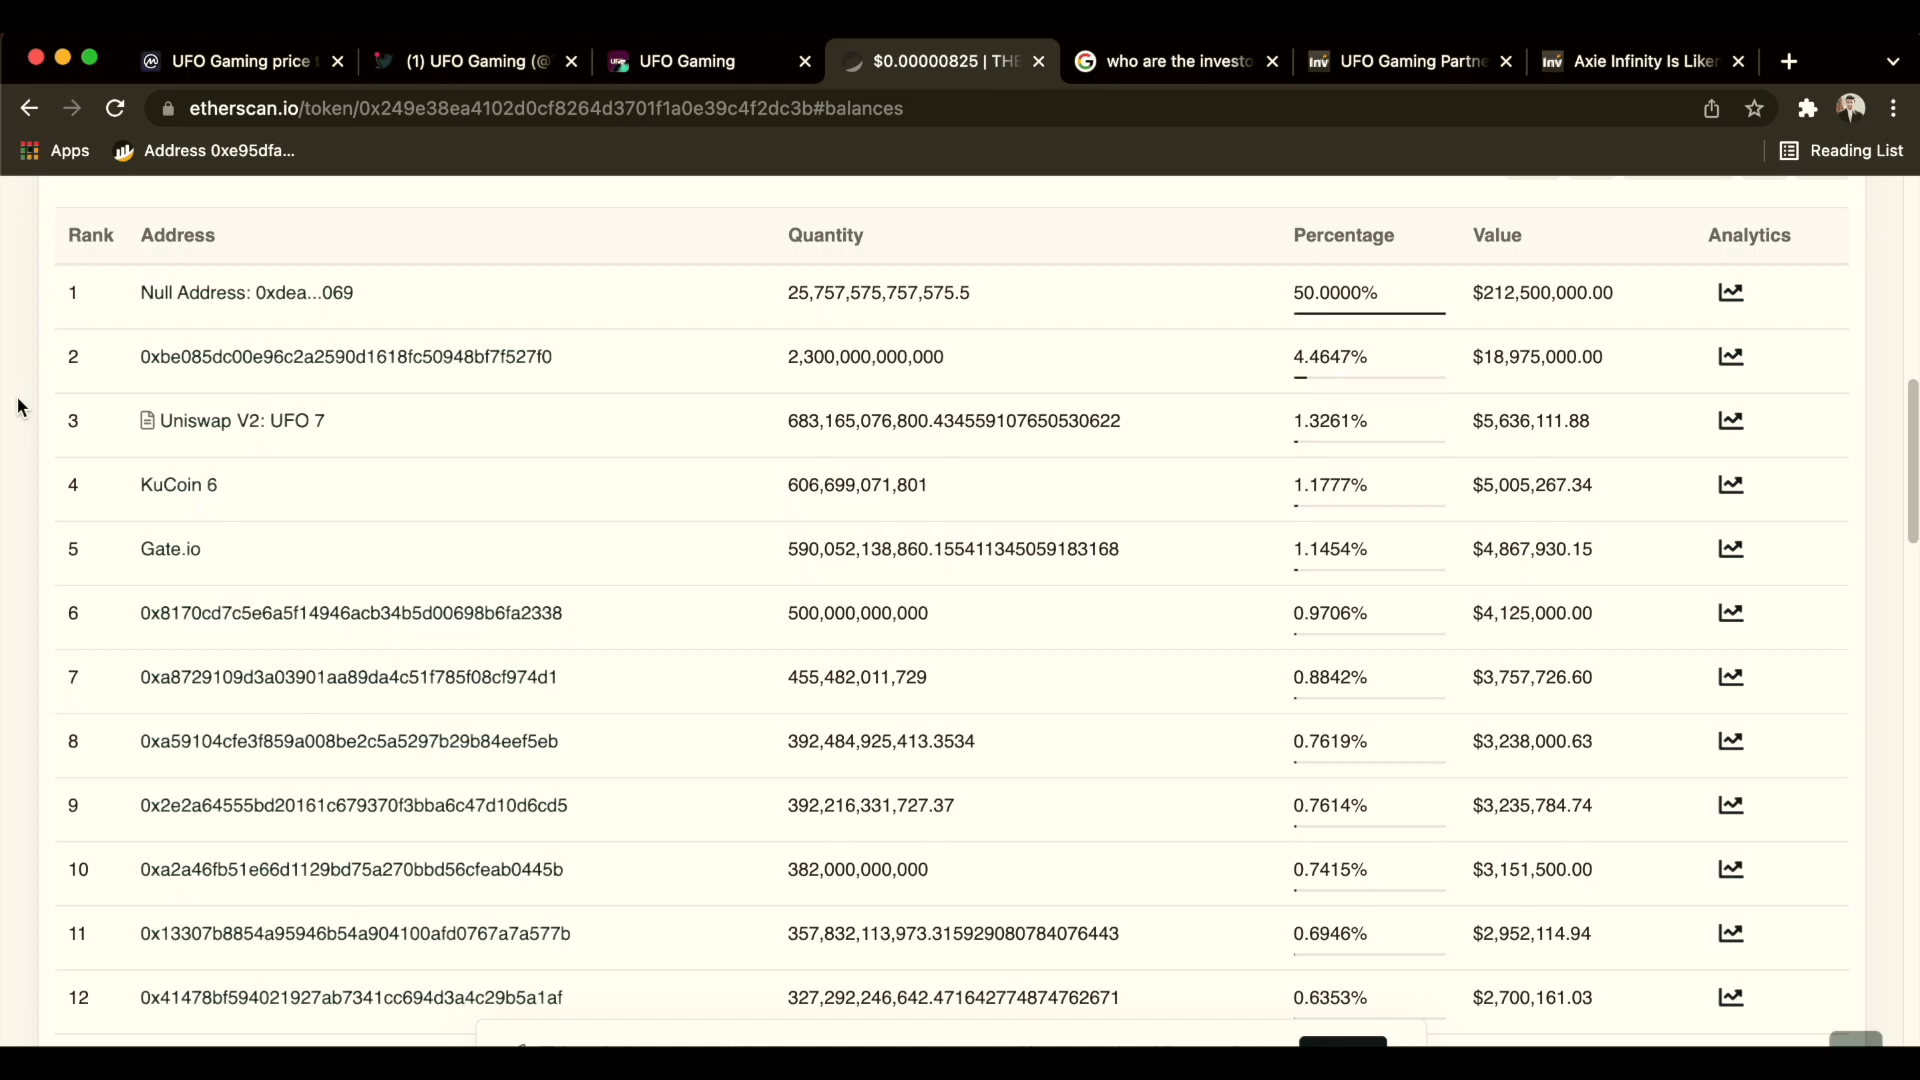 UFO Gaming price
(1) UFO Gaming (@
UFO Gaming
$0.00000825 | THE
who are the investo
UFO Gaming Partne
Axie Infinity Is Liker
etherscan.io/token/0x249e38ea4102d0cf8264d3701f1a0e39c4f2dc3b#balances
Apps
Address 0xe95dfa...
Reading List
Rank Address Quantity Percentage Value Analytics
1 Null Address: 0xdea...069 25,757,575,757,575.5 50.0000% $212,500,000.00
2 0xbe085dc00e96c2a2590d1618fc50948bf7f527f0 2,300,000,000,000 4.4647% $18,975,000.00
3 Uniswap V2: UFO 7 683,165,076,800.434559107650530622 1.3261% $5,636,111.88
4 KuCoin 6 606,699,071,801 1.1777% $5,005,267.34
5 Gate.io 590,052,138,860.155411345059183168 1.1454% $4,867,930.15
6 0x8170cd7c5e6a5f14946acb34b5d00698b6fa2338 500,000,000,000 0.9706% $4,125,000.00
7 0xa8729109d3a03901aa89da4c51f785f08cf974d1 455,482,011,729 0.8842% $3,757,726.60
8 0xa59104cfe3f859a008be2c5a5297b29b84eef5eb 392,484,925,413.3534 0.7619% $3,238,000.63
9 0x2e2a64555bd20161c679370f3bba6c47d10d6cd5 392,216,331,727.37 0.7614% $3,235,784.74
10 0xa2a46fb51e66d1129bd75a270bbd56cfeab0445b 382,000,000,000 0.7415% $3,151,500.00
11 0x13307b8854a95946b54a904100afd0767a7a577b 357,832,113,973.315929080784076443 0.6946% $2,952,114.94
12 0x41478bf594021927ab7341cc694d3a4c29b5a1af 327,292,246,642.471642774874762671 0.6353% $2,700,161.03